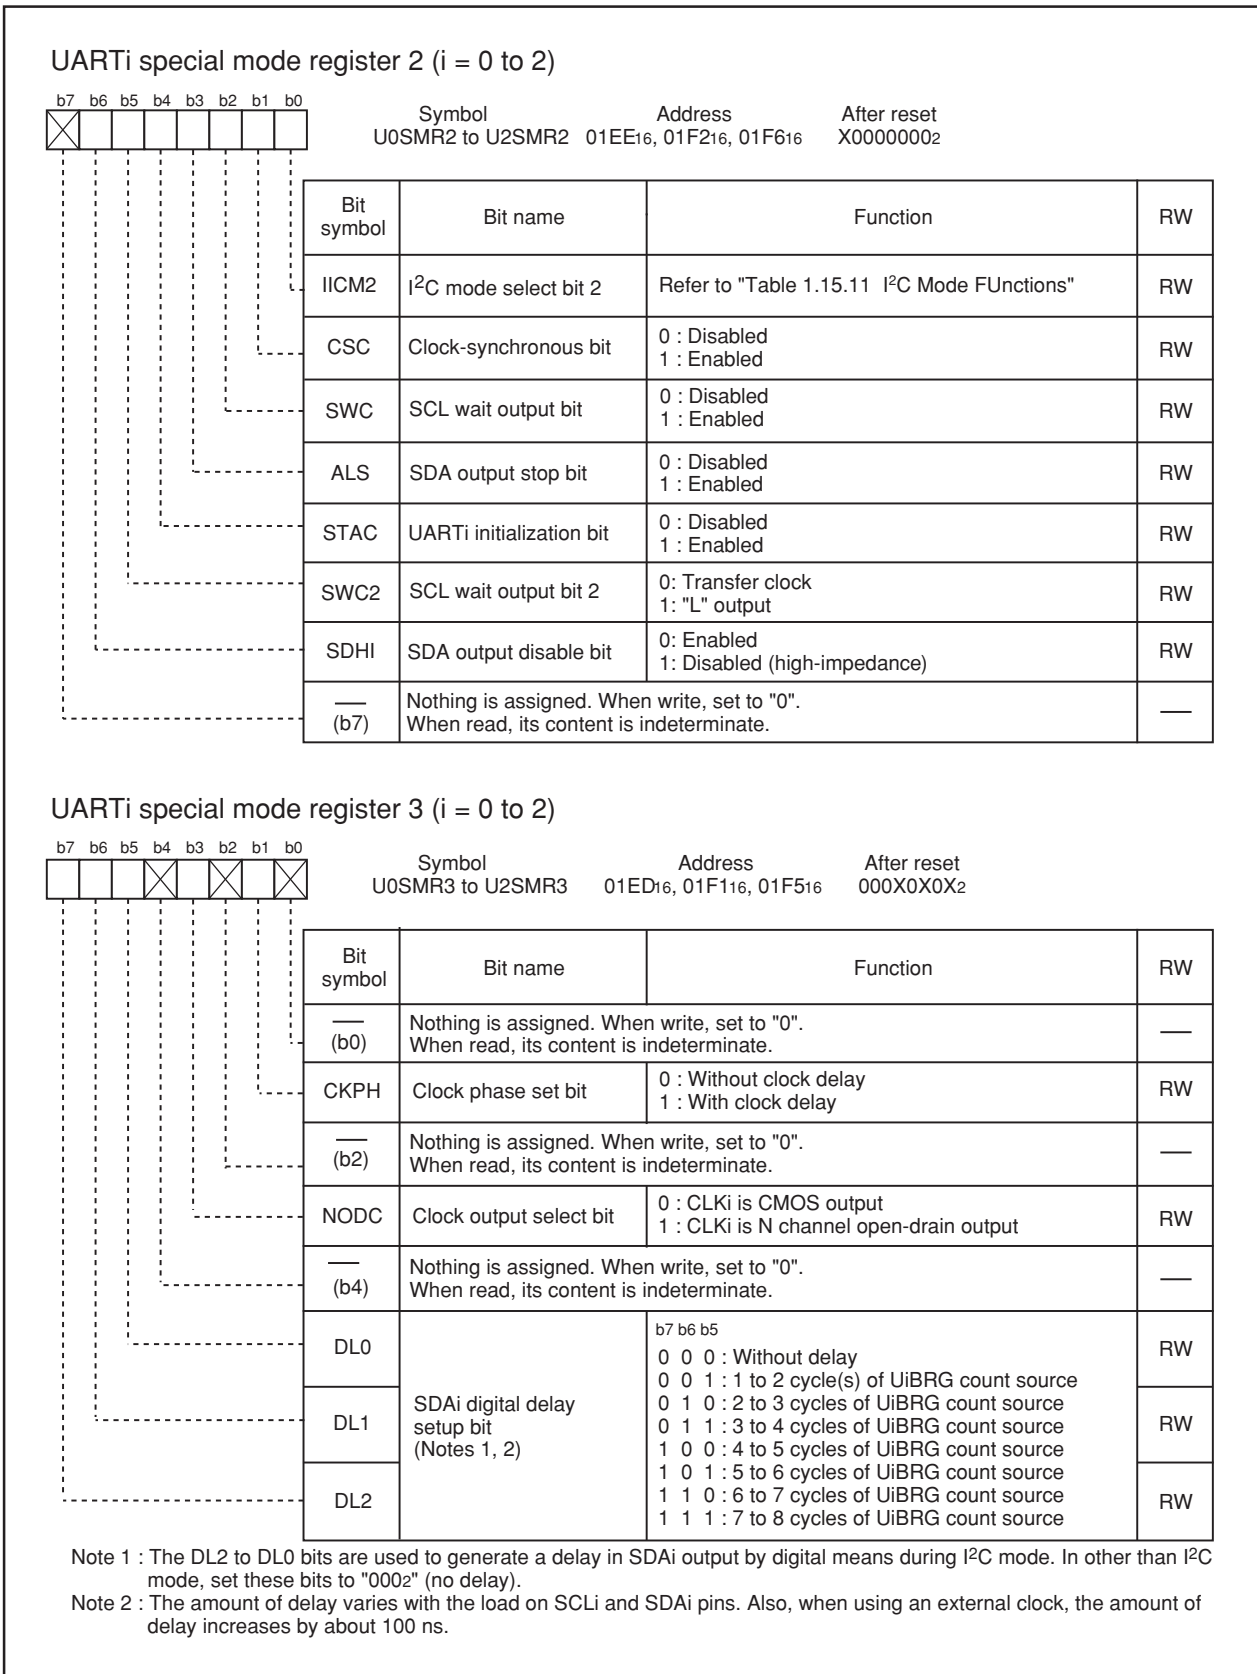 UARTi special mode register 2 (i = 0 to 2)
b7 b6 b5 b4 b3 b2 b1 b0
Symbol Address After reset
U0SMR2 to U2SMR2 01EE16, 01F216, 01F616 X00000002
Bit symbol Bit name Function RW
IICM2 I2C mode select bit 2 Refer to "Table 1.15.11 I2C Mode FUnctions" RW
CSC Clock-synchronous bit 0 : Disabled
1 : Enabled RW
SWC SCL wait output bit 0 : Disabled
1 : Enabled RW
ALS SDA output stop bit 0 : Disabled
1 : Enabled RW
STAC UARTi initialization bit 0 : Disabled
1 : Enabled RW
SWC2 SCL wait output bit 2 0: Transfer clock
1: "L" output RW
SDHI SDA output disable bit 0: Enabled
1: Disabled (high-impedance) RW
— (b7) Nothing is assigned. When write, set to "0".
When read, its content is indeterminate. —
UARTi special mode register 3 (i = 0 to 2)
b7 b6 b5 b4 b3 b2 b1 b0
Symbol Address After reset
U0SMR3 to U2SMR3 01ED16, 01F116, 01F516 000X0X0X2
Bit symbol Bit name Function RW
— (b0) Nothing is assigned. When write, set to "0".
When read, its content is indeterminate. —
CKPH Clock phase set bit 0 : Without clock delay
1 : With clock delay RW
— (b2) Nothing is assigned. When write, set to "0".
When read, its content is indeterminate. —
NODC Clock output select bit 0 : CLKi is CMOS output
1 : CLKi is N channel open-drain output RW
— (b4) Nothing is assigned. When write, set to "0".
When read, its content is indeterminate. —
DL0 RW
DL1 RW
DL2 RW
SDAi digital delay
setup bit
(Notes 1, 2)
b7 b6 b5
0 0 0 : Without delay
0 0 1 : 1 to 2 cycle(s) of UiBRG count source
0 1 0 : 2 to 3 cycles of UiBRG count source
0 1 1 : 3 to 4 cycles of UiBRG count source
1 0 0 : 4 to 5 cycles of UiBRG count source
1 0 1 : 5 to 6 cycles of UiBRG count source
1 1 0 : 6 to 7 cycles of UiBRG count source
1 1 1 : 7 to 8 cycles of UiBRG count source
Note 1 : The DL2 to DL0 bits are used to generate a delay in SDAi output by digital means during I2C mode. In other than I2C
mode, set these bits to "0002" (no delay).
Note 2 : The amount of delay varies with the load on SCLi and SDAi pins. Also, when using an external clock, the amount of
delay increases by about 100 ns.